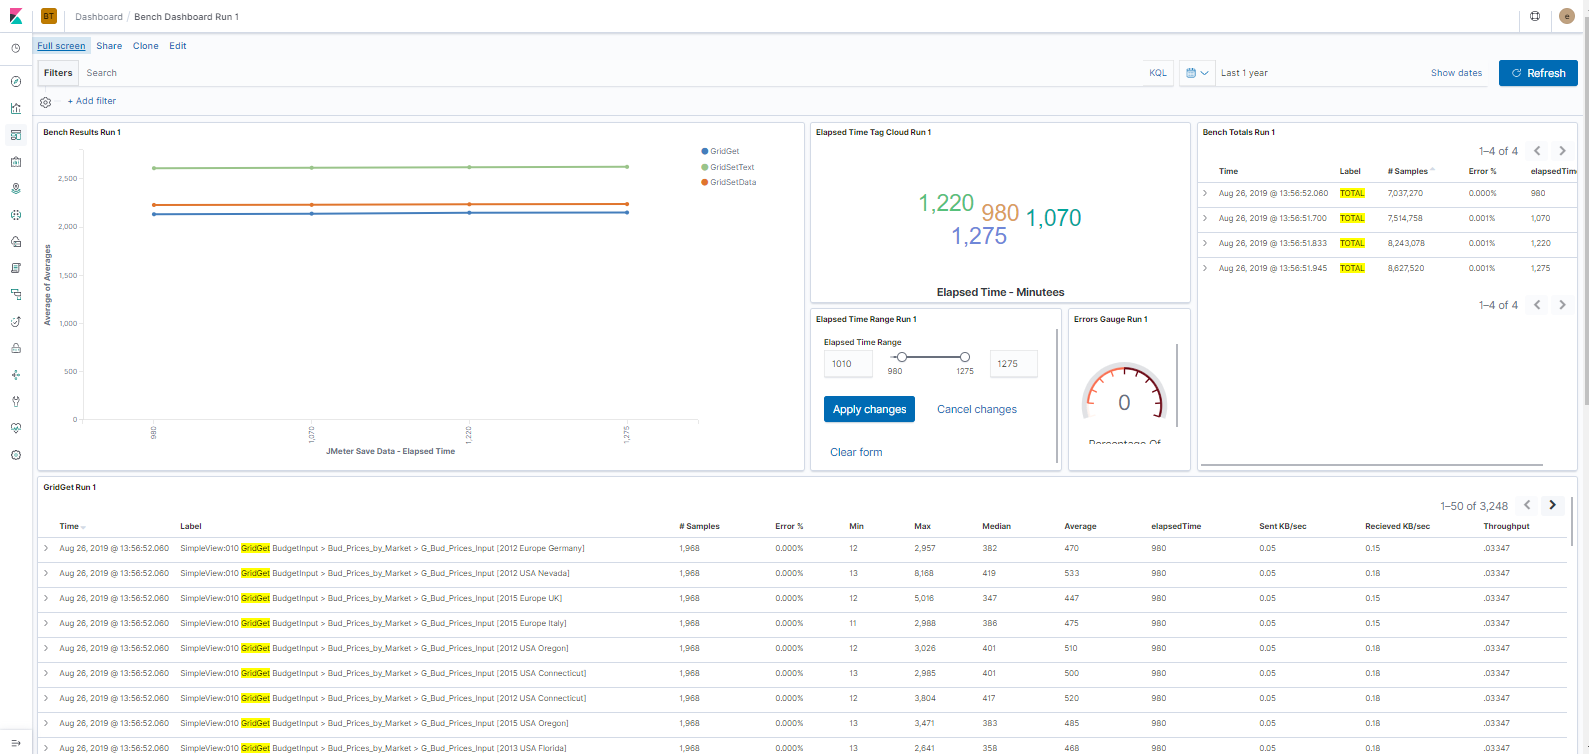 BT Dashboard / Bench Dashboard Run 1 e
Full screen Share Clone Edit
Filters Search KQL Last 1 year Show dates Refresh
+ Add filter
Bench Results Run 1
GridGet
GridSetText
GridSetData
2,500
2,000
1,500
1,000
500
0
Average of Averages
980 1,070 1,220 1,275
JMeter Save Data - Elapsed Time
Elapsed Time Tag Cloud Run 1
1,220 980 1,070
1,275
Elapsed Time - Minutees
Elapsed Time Range Run 1
Elapsed Time Range
1010 980 1275 1275
Apply changes Cancel changes
Clear form
Errors Gauge Run 1
0
Percentage Of
Bench Totals Run 1
1–4 of 4
Time Label # Samples Error % elapsedTim
Aug 26, 2019 @ 13:56:52.060 TOTAL 7,037,270 0.000% 980
Aug 26, 2019 @ 13:56:51.700 TOTAL 7,514,758 0.001% 1,070
Aug 26, 2019 @ 13:56:51.833 TOTAL 8,243,078 0.001% 1,220
Aug 26, 2019 @ 13:56:51.945 TOTAL 8,627,520 0.001% 1,275
1–4 of 4
GridGet Run 1
1–50 of 3,248
Time Label # Samples Error % Min Max Median Average elapsedTime Sent KB/sec Recieved KB/sec Throughput
Aug 26, 2019 @ 13:56:52.060 SimpleView:010 GridGet BudgetInput > Bud_Prices_by_Market > G_Bud_Prices_Input [2012 Europe Germany] 1,968 0.000% 12 2,957 382 470 980 0.05 0.15 .03347
Aug 26, 2019 @ 13:56:52.060 SimpleView:010 GridGet BudgetInput > Bud_Prices_by_Market > G_Bud_Prices_Input [2012 USA Nevada] 1,968 0.000% 13 8,168 419 533 980 0.05 0.18 .03347
Aug 26, 2019 @ 13:56:52.060 SimpleView:010 GridGet BudgetInput > Bud_Prices_by_Market > G_Bud_Prices_Input [2015 Europe UK] 1,968 0.000% 12 5,016 347 447 980 0.05 0.15 .03347
Aug 26, 2019 @ 13:56:52.060 SimpleView:010 GridGet BudgetInput > Bud_Prices_by_Market > G_Bud_Prices_Input [2015 Europe Italy] 1,968 0.000% 11 2,988 386 475 980 0.05 0.15 .03347
Aug 26, 2019 @ 13:56:52.060 SimpleView:010 GridGet BudgetInput > Bud_Prices_by_Market > G_Bud_Prices_Input [2012 USA Oregon] 1,968 0.000% 12 3,026 401 510 980 0.05 0.18 .03347
Aug 26, 2019 @ 13:56:52.060 SimpleView:010 GridGet BudgetInput > Bud_Prices_by_Market > G_Bud_Prices_Input [2015 USA Connecticut] 1,968 0.000% 13 2,985 401 500 980 0.05 0.18 .03347
Aug 26, 2019 @ 13:56:52.060 SimpleView:010 GridGet BudgetInput > Bud_Prices_by_Market > G_Bud_Prices_Input [2012 USA Connecticut] 1,968 0.000% 12 3,804 417 520 980 0.05 0.18 .03347
Aug 26, 2019 @ 13:56:52.060 SimpleView:010 GridGet BudgetInput > Bud_Prices_by_Market > G_Bud_Prices_Input [2015 USA Oregon] 1,968 0.000% 13 3,471 383 485 980 0.05 0.18 .03347
Aug 26, 2019 @ 13:56:52.060 SimpleView:010 GridGet BudgetInput > Bud_Prices_by_Market > G_Bud_Prices_Input [2013 USA Florida] 1,968 0.000% 13 2,641 358 468 980 0.05 0.18 .03347